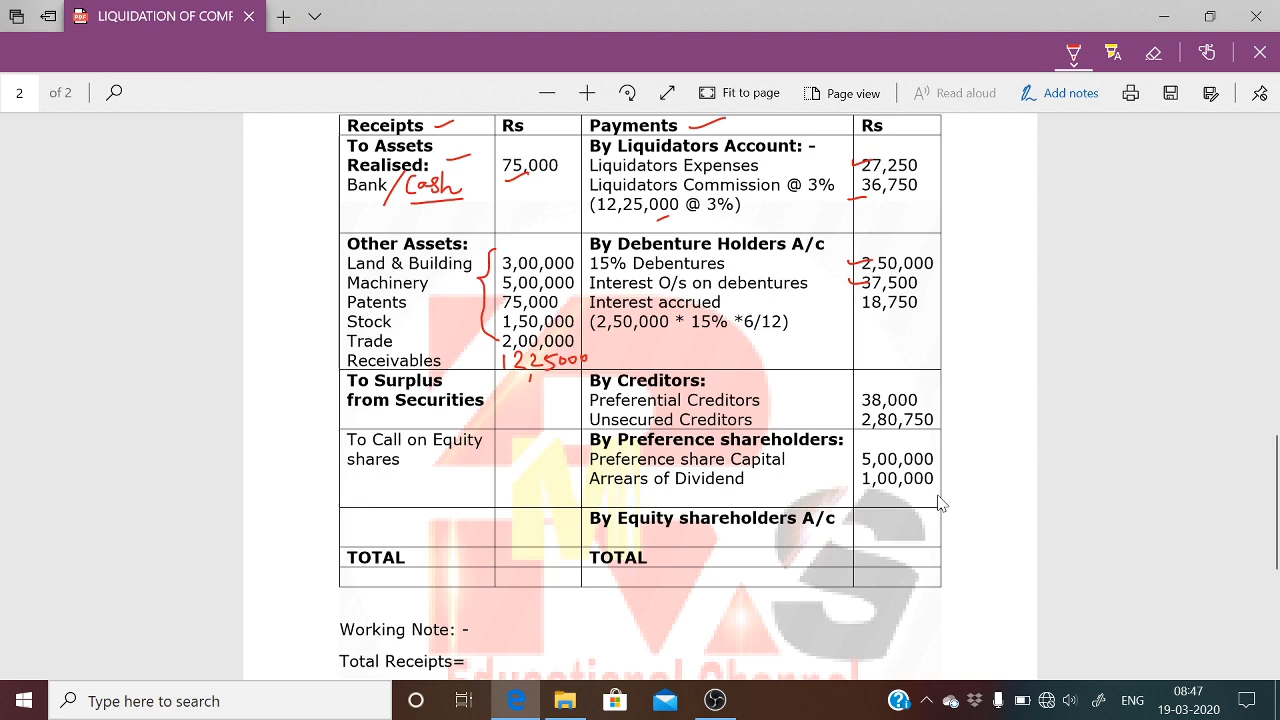 LIQUIDATION OF COMP
2 of 2
Fit to page
Page view
Read aloud
Add notes
Receipts Rs Payments Rs
To Assets By Liquidators Account: -
Realised: 75,000 Liquidators Expenses 27,250
Bank / Cash Liquidators Commission @ 3% 36,750
(12,25,000 @ 3%)
Other Assets: By Debenture Holders A/c
Land & Building 3,00,000 15% Debentures 2,50,000
Machinery 5,00,000 Interest O/s on debentures 37,500
Patents 75,000 Interest accrued 18,750
Stock 1,50,000 (2,50,000 * 15% *6/12)
Trade 2,00,000
Receivables 1225000
To Surplus By Creditors:
from Securities Preferential Creditors 38,000
Unsecured Creditors 2,80,750
To Call on Equity By Preference shareholders:
shares Preference share Capital 5,00,000
Arrears of Dividend 1,00,000
By Equity shareholders A/c
TOTAL TOTAL
Working Note: -
Total Receipts=
Educational Channel
Type here to search
ENG
08:47
19-03-2020